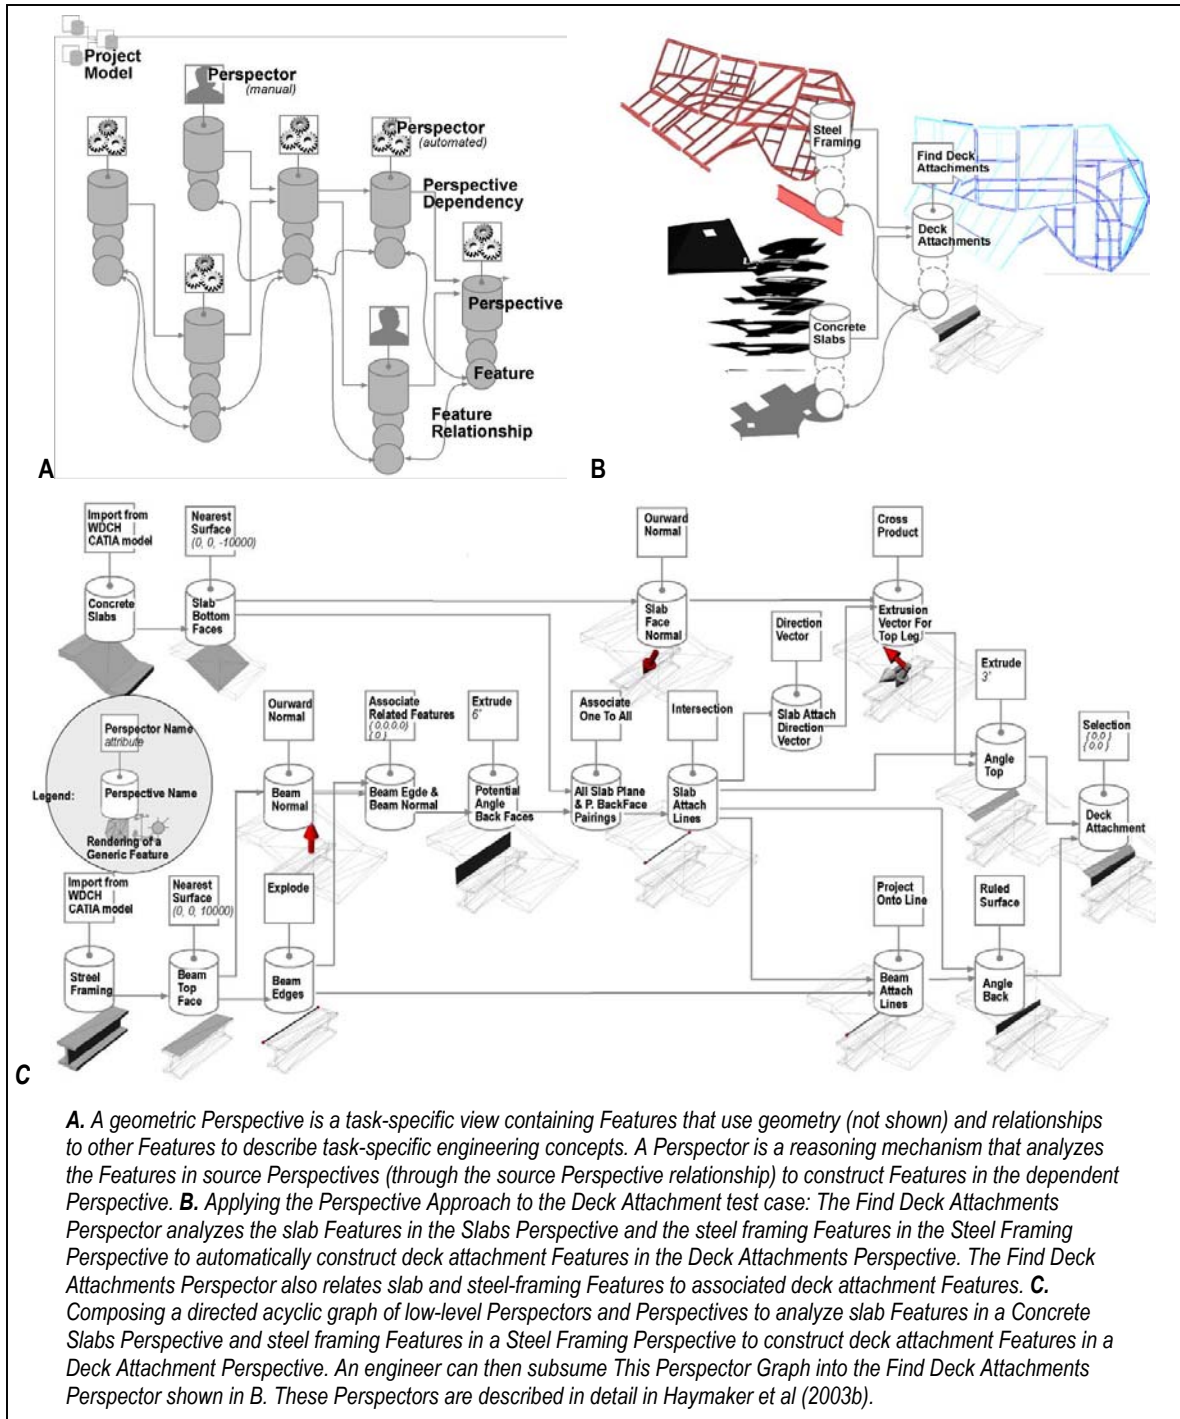 Project
Model
Perspector
(manual)
Perspector
(automated)
Perspective
Dependency
Perspective
Feature
Feature
Relationship
A
Steel
Framing
Find Deck
Attachments
Deck
Attachments
Concrete
Slabs
B
Import from
WDCH
CATIA model
Nearest
Surface
(0, 0, -10000)
Ourward
Normal
Cross
Product
Concrete
Slabs
Slab
Bottom
Faces
Slab
Face
Normal
Direction
Vector
Extrusion
Vector For
Top Leg
Extrude
3'
Ourward
Normal
Associate
Related Features
{ 0,0,0,0}
{ 0 }
Extrude
6'
Associate
One To All
Intersection
Slab Attach
Direction
Vector
Selection
{ 0,0 }
{ 0,0 }
Perspector Name
attribute
Legend:
Perspective Name
Rendering of a
Generic Feature
Beam
Normal
Beam Egde &
Beam Normal
Potential
Angle
Back Faces
All Slab Plane
& P. BackFace
Pairings
Slab
Attach
Lines
Angle
Top
Deck
Attachment
Import from
WDCH
CATIA model
Nearest
Surface
(0, 0, 10000)
Explode
Project
Onto Line
Ruled
Surface
Streel
Framing
Beam
Top
Face
Beam
Edges
Beam
Attach
Lines
Angle
Back
C
A. A geometric Perspective is a task-specific view containing Features that use geometry (not shown) and relationships
to other Features to describe task-specific engineering concepts. A Perspector is a reasoning mechanism that analyzes
the Features in source Perspectives (through the source Perspective relationship) to construct Features in the dependent
Perspective. B. Applying the Perspective Approach to the Deck Attachment test case: The Find Deck Attachments
Perspector analyzes the slab Features in the Slabs Perspective and the steel framing Features in the Steel Framing
Perspective to automatically construct deck attachment Features in the Deck Attachments Perspective. The Find Deck
Attachments Perspector also relates slab and steel-framing Features to associated deck attachment Features. C.
Composing a directed acyclic graph of low-level Perspectors and Perspectives to analyze slab Features in a Concrete
Slabs Perspective and steel framing Features in a Steel Framing Perspective to construct deck attachment Features in a
Deck Attachment Perspective. An engineer can then subsume This Perspector Graph into the Find Deck Attachments
Perspector shown in B. These Perspectors are described in detail in Haymaker et al (2003b).